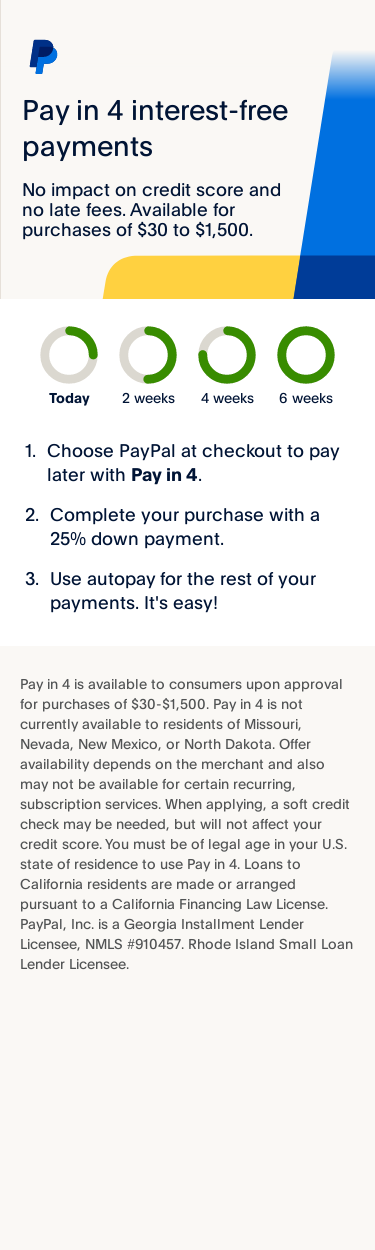 Pay in 4 interest-free
payments
No impact on credit score and
no late fees. Available for
purchases of $30 to $1,500.
Today
2 weeks
4 weeks
6 weeks
1. Choose PayPal at checkout to pay
later with Pay in 4.
2. Complete your purchase with a
25% down payment.
3. Use autopay for the rest of your
payments. It's easy!
Pay in 4 is available to consumers upon approval
for purchases of $30-$1,500. Pay in 4 is not
currently available to residents of Missouri,
Nevada, New Mexico, or North Dakota. Offer
availability depends on the merchant and also
may not be available for certain recurring,
subscription services. When applying, a soft credit
check may be needed, but will not affect your
credit score. You must be of legal age in your U.S.
state of residence to use Pay in 4. Loans to
California residents are made or arranged
pursuant to a California Financing Law License.
PayPal, Inc. is a Georgia Installment Lender
Licensee, NMLS #910457. Rhode Island Small Loan
Lender Licensee.